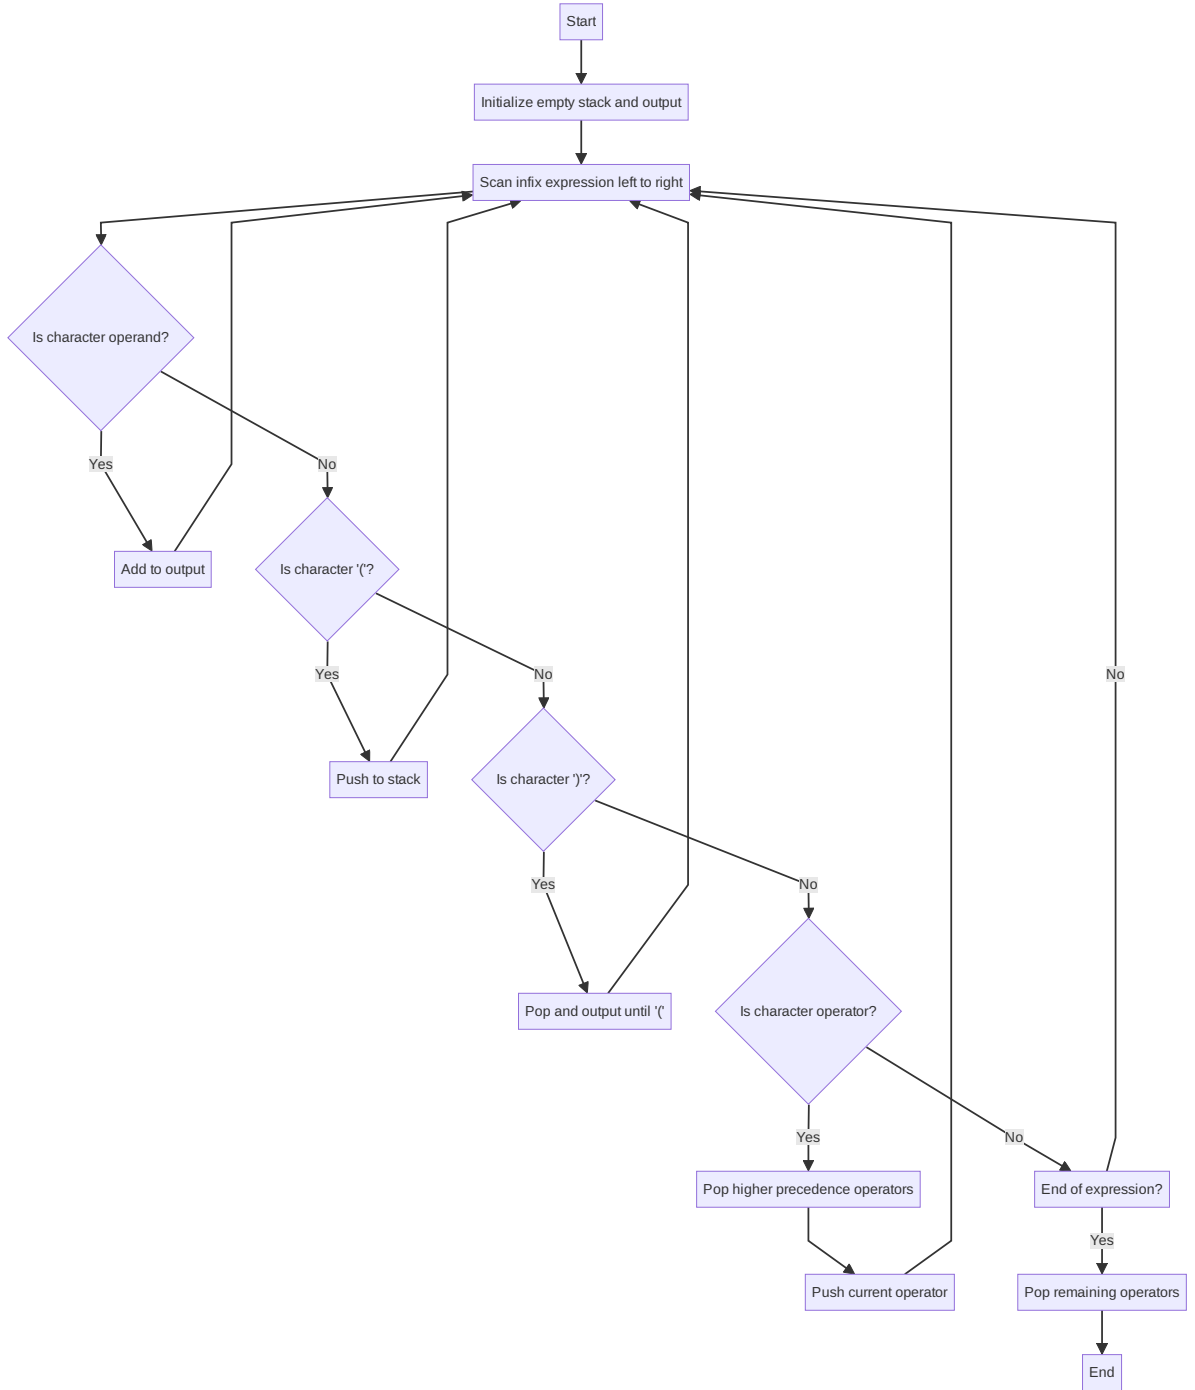 Start
Initialize empty stack and output
Scan infix expression left to right
Is character operand?
Yes
No
Add to output
Is character '('?
Yes
No
No
Push to stack
Is character ')'?
Yes
No
Pop and output until '('
Is character operator?
Yes
No
Pop higher precedence operators
End of expression?
Yes
Push current operator
Pop remaining operators
End